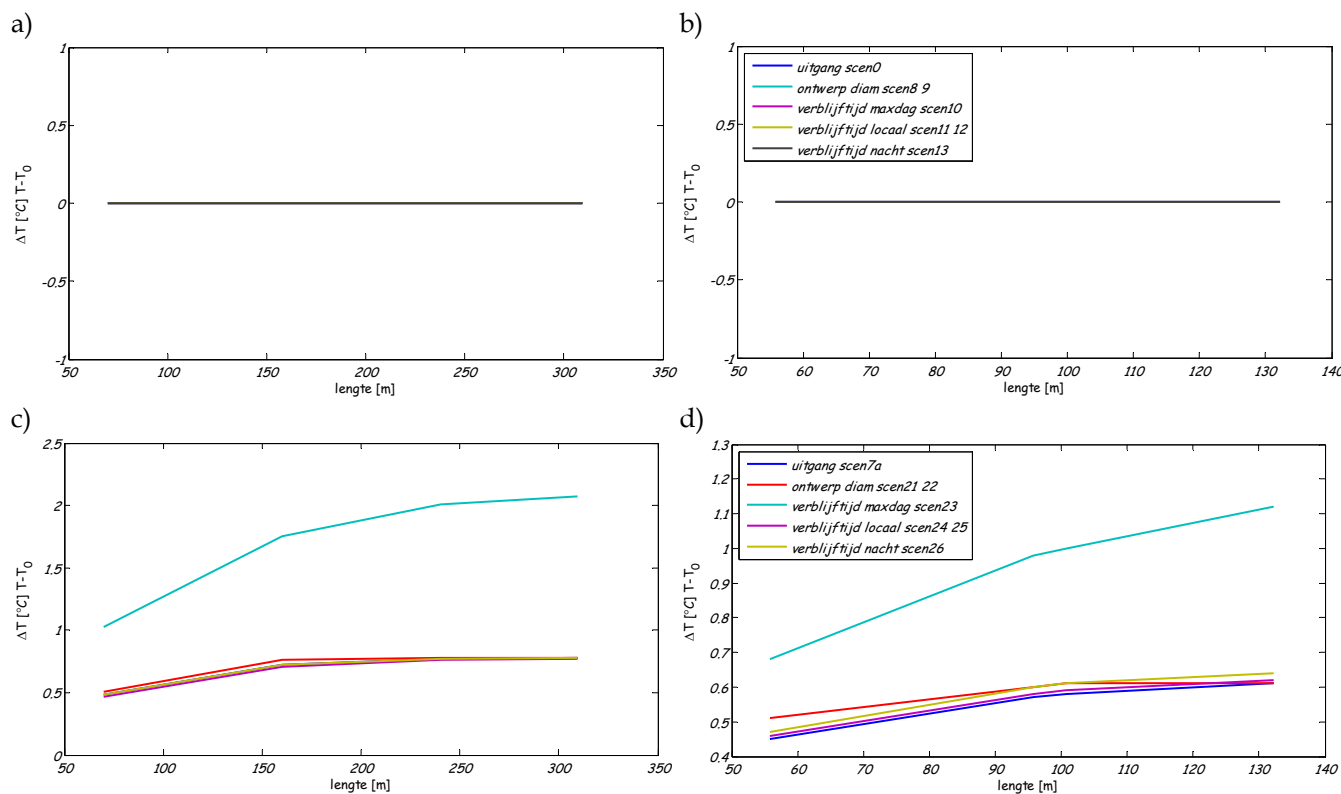 a)
1
0.5
0
-0.5
-1
50
100
150
200
250
300
350
lengte [m]
ΔT [°C] T-T0
b)
1
0.5
0
-0.5
-1
50
60
70
80
90
100
110
120
130
140
lengte [m]
ΔT [°C] T-T0
uitgang scen0
ontwerp diam scen8 9
verblijftijd maxdag scen10
verblijftijd locaal scen11 12
verblijftijd nacht scen13
c)
2.5
2
1.5
1
0.5
0
50
100
150
200
250
300
350
lengte [m]
ΔT [°C] T-T0
d)
1.3
1.2
1.1
1
0.9
0.8
0.7
0.6
0.5
0.4
50
60
70
80
90
100
110
120
130
140
lengte [m]
ΔT [°C] T-T0
uitgang scen7a
ontwerp diam scen21 22
verblijftijd maxdag scen23
verblijftijd locaal scen24 25
verblijftijd nacht scen26